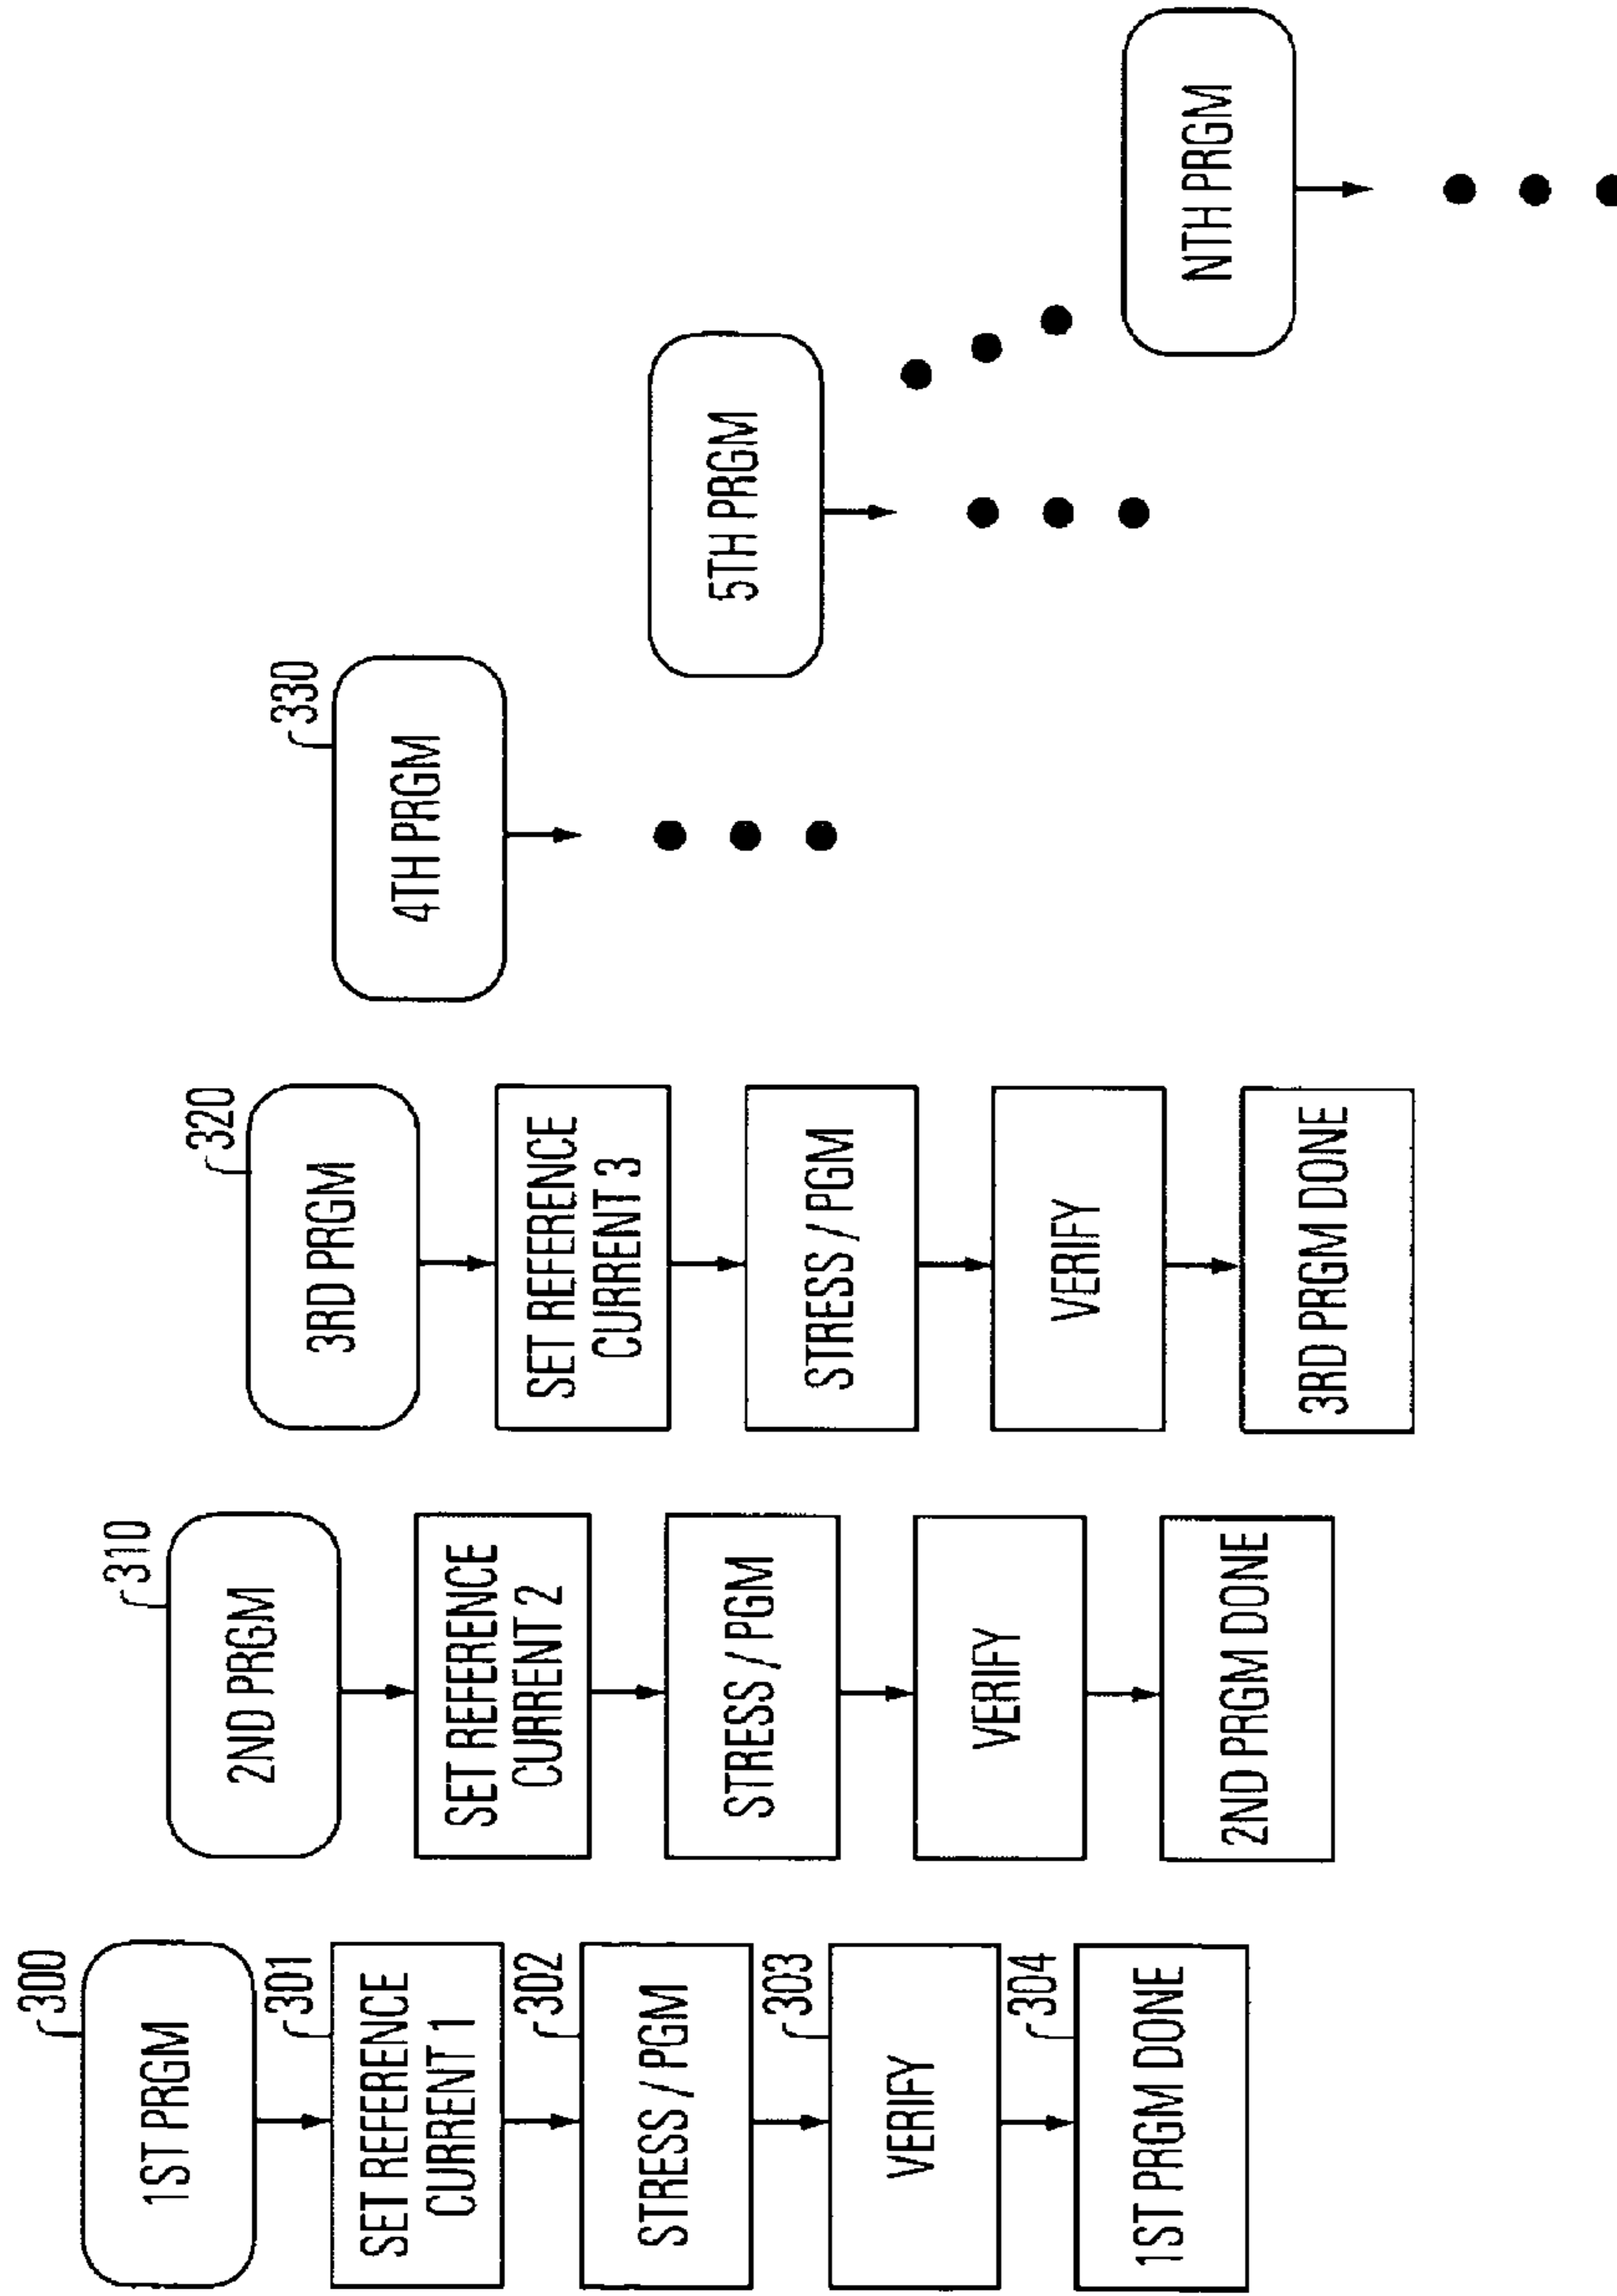 300
1ST PRGM
301
SET REFERENCE
CURRENT 1
302
STRESS / PGM
303
VERIFY
304
1ST PRGM DONE
310
2ND PRGM
SET REFERENCE
CURRENT 2
STRESS / PGM
VERIFY
2ND PRGM DONE
320
3RD PRGM
SET REFERENCE
CURRENT 3
STRESS / PGM
VERIFY
3RD PRGM DONE
330
4TH PRGM
5TH PRGM
NTH PRGM